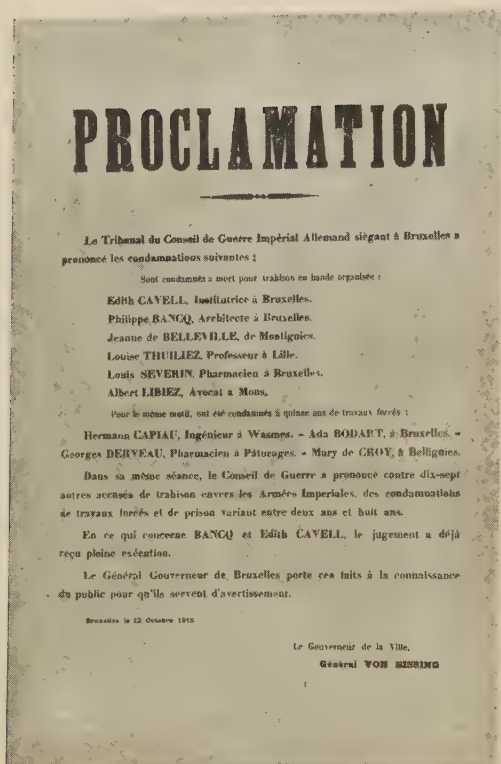 PROCLAMATION
Le Tribunal du Conseil de Guerre Impérial Allemand siégant à Bruxelles a
prononcé les condamnations suivantes :
Sont condamnés a mort pour trahison en bande organisée :
Edith CAVELL, Institutrice à Bruxelles.
Philippe BANCQ, Architecte à Bruxelles.
Jeanne de BELLEVILLE, de Montignies.
Louise THUILIEZ, Professeur à Lille.
Louis SEVERIN, Pharmacien à Bruxelles.
Albert LIBIEZ, Avocat a Mons.
Pour le même motif, ont été condamnés à quinze ans de travaux forcés :
Hermann CAPIAU, Ingénieur à Wasmes. - Ada BODART, à Bruxelles. -
Georges DERVEAU, Pharmacien à Pâturages. - Mary de CROY, à Bellignies.
Dans sa même séance, le Conseil de Guerre a prononcé contre dix-sept
autres accusés de trahison envers les Armées Impériales, des condamnations
de travaux forcés et de prison variant entre deux ans et huit ans.
En ce qui concerne BANCQ et Edith CAVELL, le jugement a déjà
reçu pleine exécution.
Le Général Gouverneur de Bruxelles porte ces faits à la connaissance
du public pour qu'ils servent d'avertissement.
Bruxelles le 12 Octobre 1915.
Le Gouverneur de la Ville,
Général VON BISSING